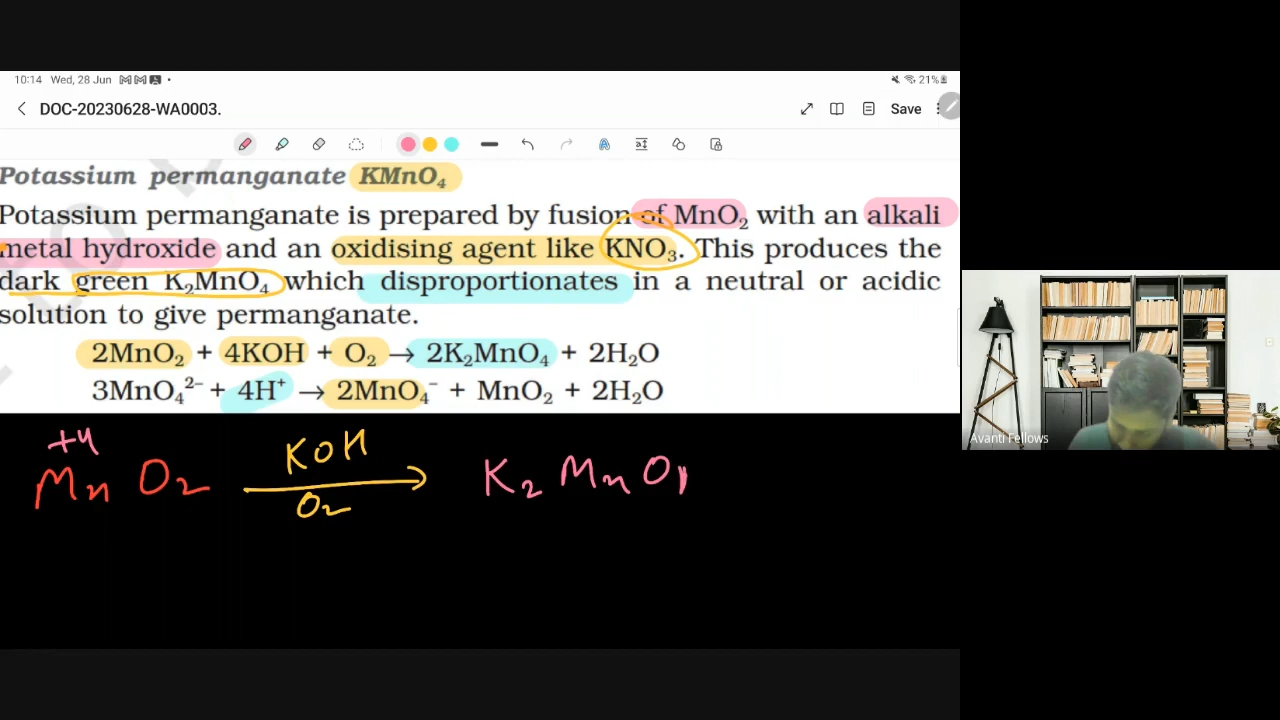 10:14 Wed, 28 Jun 21%
DOC-20230628-WA0003. Save
Potassium permanganate KMnO₄
Potassium permanganate is prepared by fusion of MnO₂ with an alkali
metal hydroxide and an oxidising agent like KNO₃. This produces the
dark green K₂MnO₄ which disproportionates in a neutral or acidic
solution to give permanganate.
2MnO₂ + 4KOH + O₂ → 2K₂MnO₄ + 2H₂O
3MnO₄²⁻ + 4H⁺ → 2MnO₄⁻ + MnO₂ + 2H₂O
+4
KOH
MnO₂ → K₂MnO
O₂
Avanti Fellows